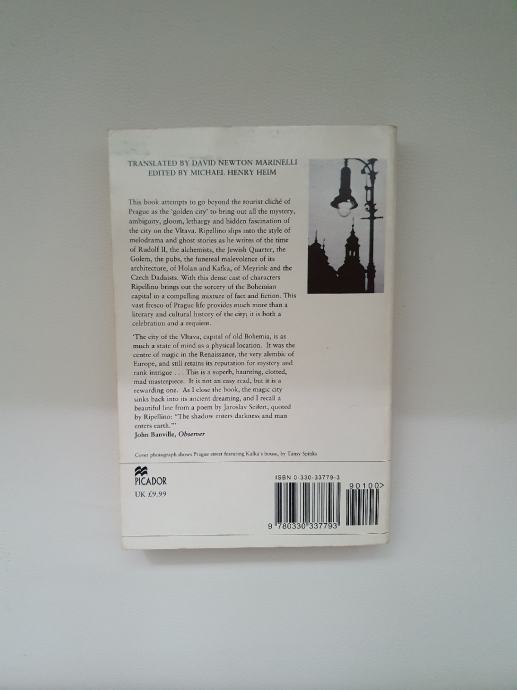 TRANSLATED BY DAVID NEWTON MARINELLI
EDITED BY MICHAEL HENRY HEIM
This book attempts to go beyond the tourist cliché of
Prague as the 'golden city' to bring out all the mystery,
ambiguity, gloom, lethargy and hidden fascination of
the city on the Vltava. Ripellino slips into the style of
melodrama and ghost stories as he writes of the time
of Rudolf II, the alchemists, the Jewish Quarter, the
Golem, the pubs, the funereal malevolence of its
architecture, of Holan and Kafka, of Meyrink and the
Czech Dadaists. With this dense cast of characters
Ripellino brings out the sorcery of the Bohemian
capital in a compelling mixture of fact and fiction. This
vast fresco of Prague life provides much more than a
literary and cultural history of the city; it is both a
celebration and a requiem.
'The city of the Vltava, capital of old Bohemia, is as
much a state of mind as a physical location. It was the
centre of magic in the Renaissance, the very alembic of
Europe, and still retains its reputation for mystery and
rank intrigue . . . This is a superb, haunting, clotted,
mad masterpiece. It is not an easy read, but it is a
rewarding one. As I close the book, the magic city
sinks back into its ancient dreaming, and I recall a
beautiful line from a poem by Jaroslav Seifert, quoted
by Ripellino: "The shadow enters darkness and man
enters earth."'
John Banville, Observer
Cover photograph shows Prague street featuring Kafka's house, by Tansy Spinks
PICADOR
UK £9.99
ISBN 0-330-33779-3
90100>
9 780330 337793